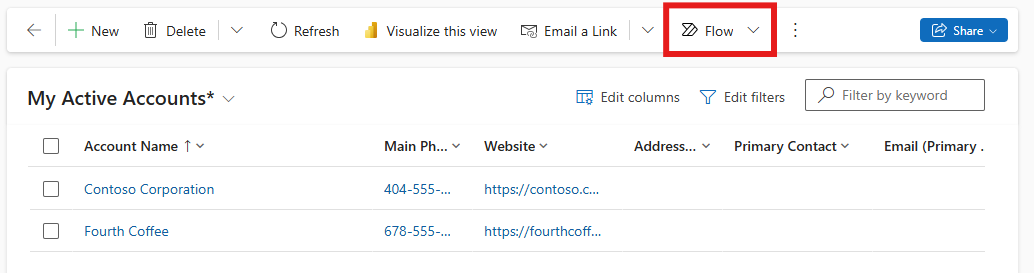 New Delete Refresh Visualize this view Email a Link Flow Share
My Active Accounts* Edit columns Edit filters Filter by keyword
Account Name Main Ph... Website Address... Primary Contact Email (Primary .
Contoso Corporation 404-555-... https://contoso.c...
Fourth Coffee 678-555-... https://fourthcoff...